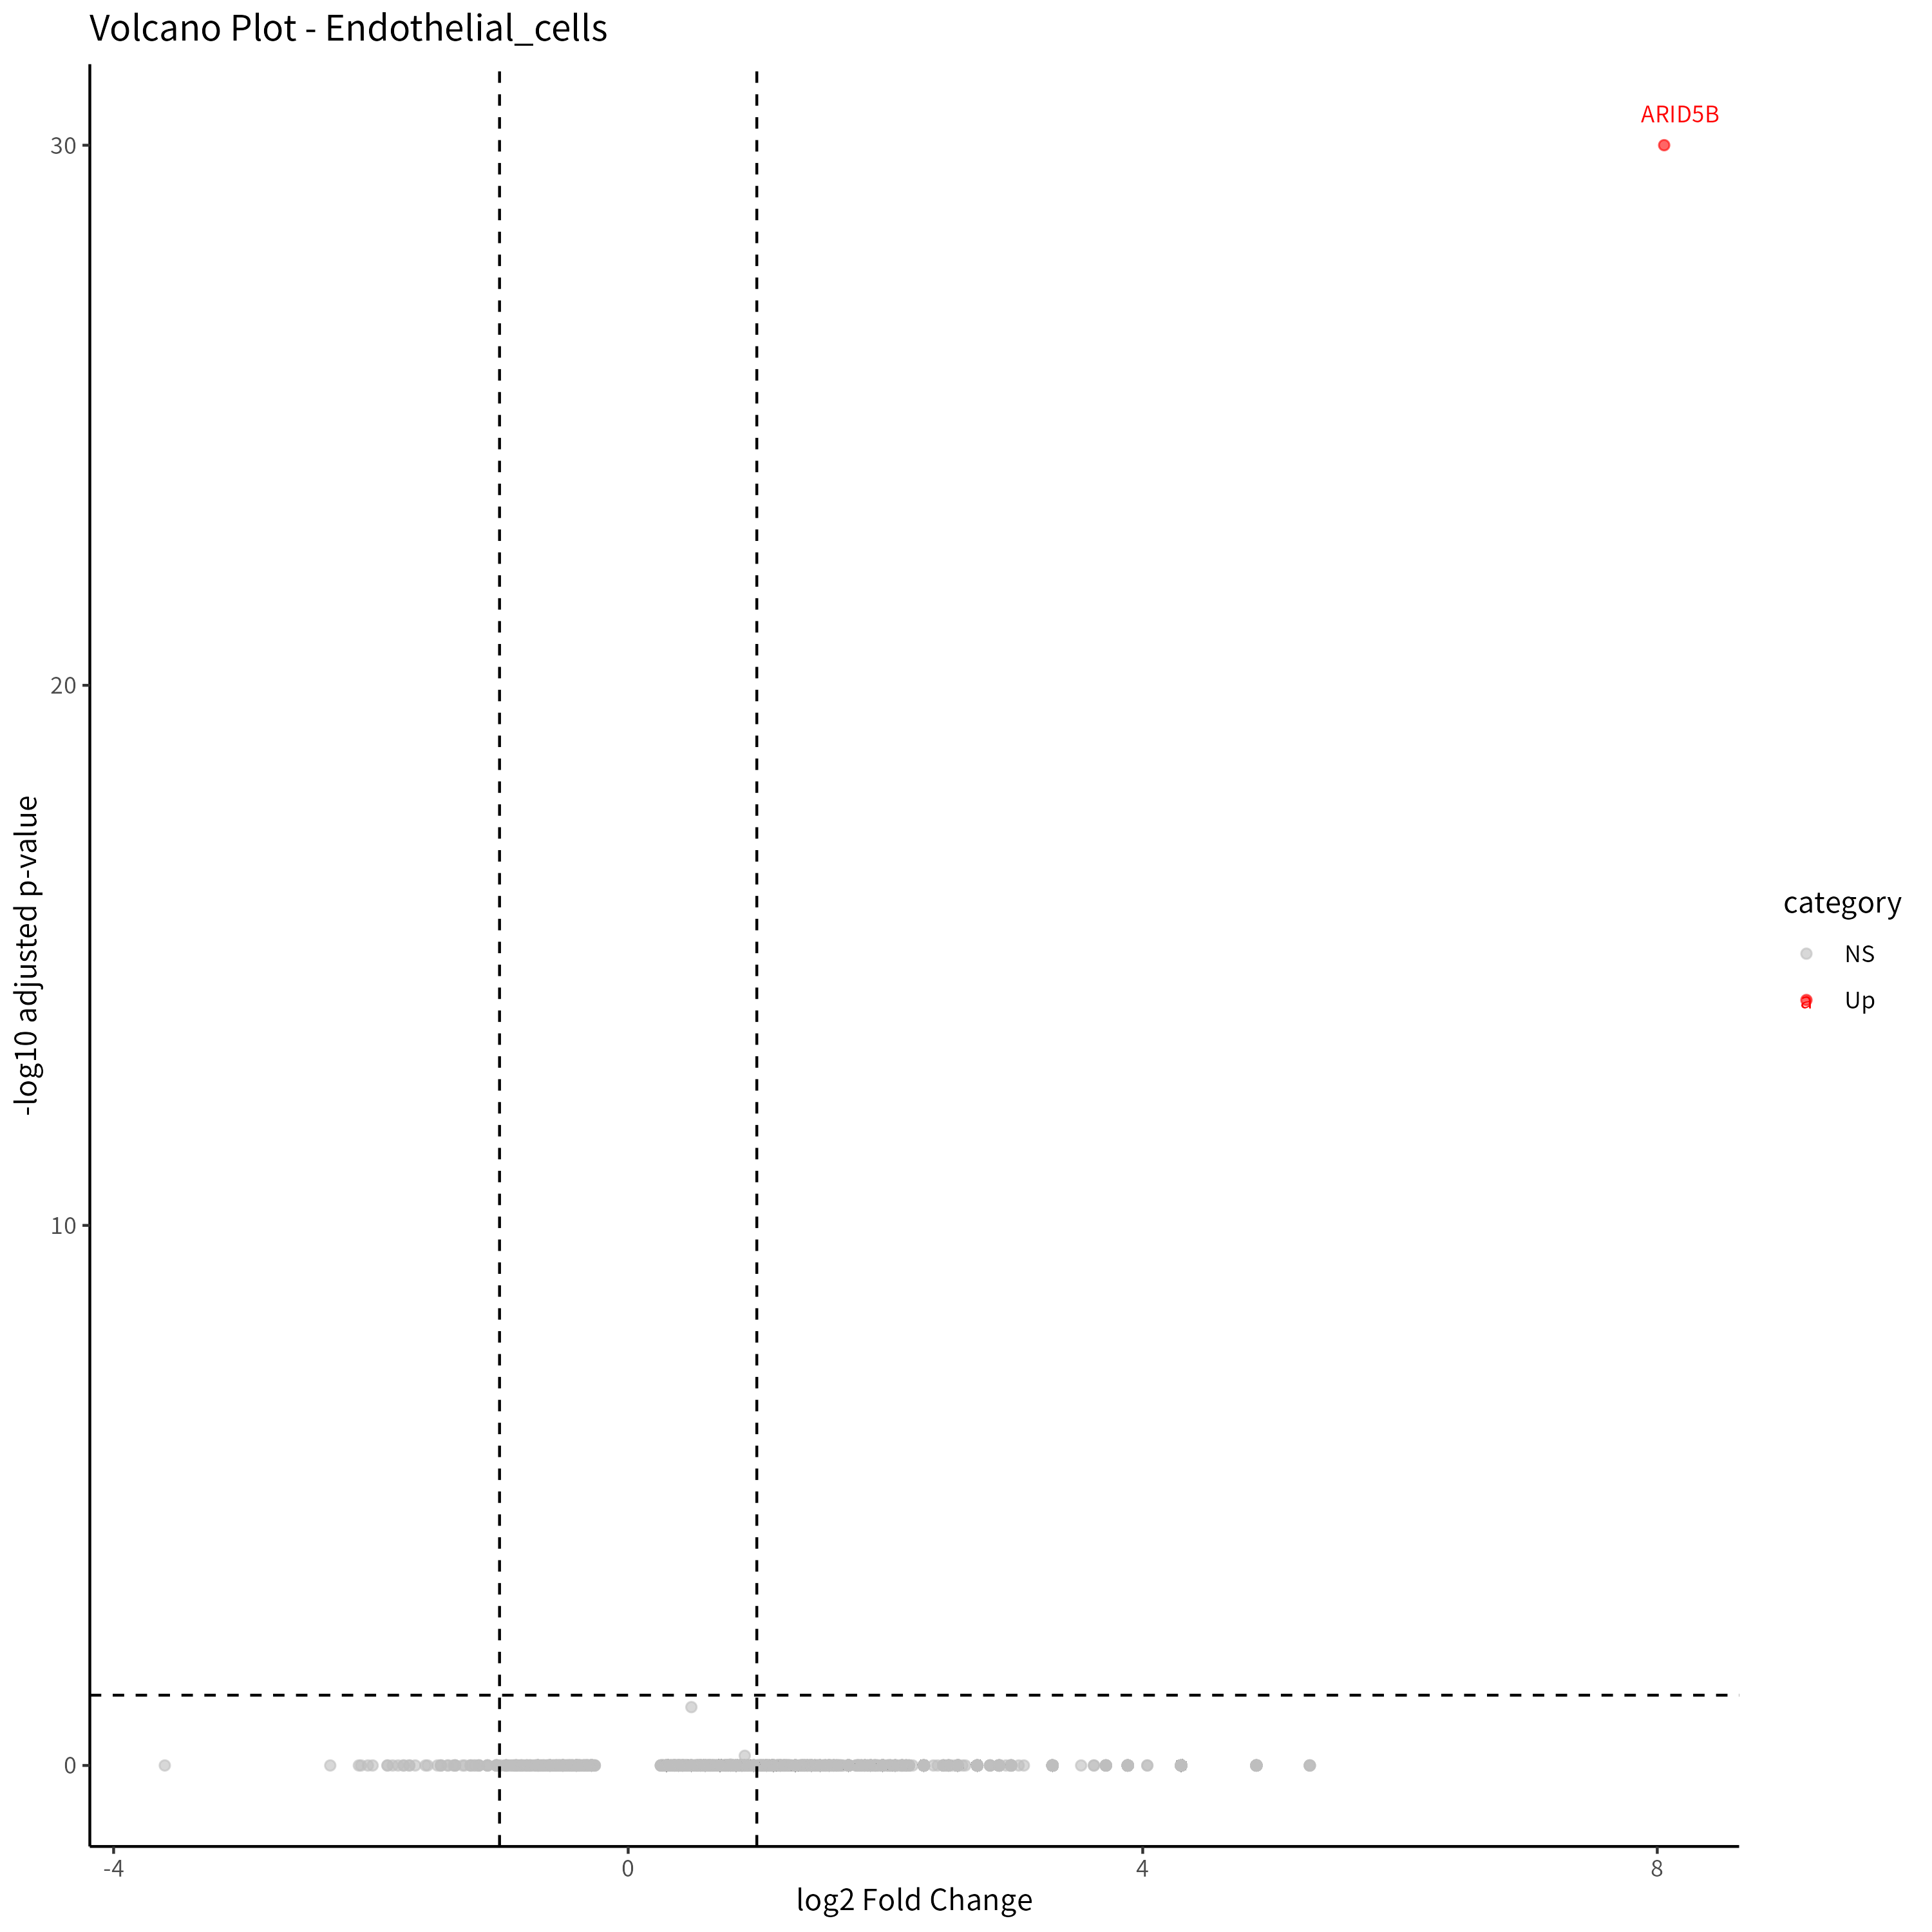 Volcano Plot - Endothelial_cells
ARID5B
30
20
10
0
-log10 adjusted p-value
-4
0
4
8
log2 Fold Change
category
NS
a
Up